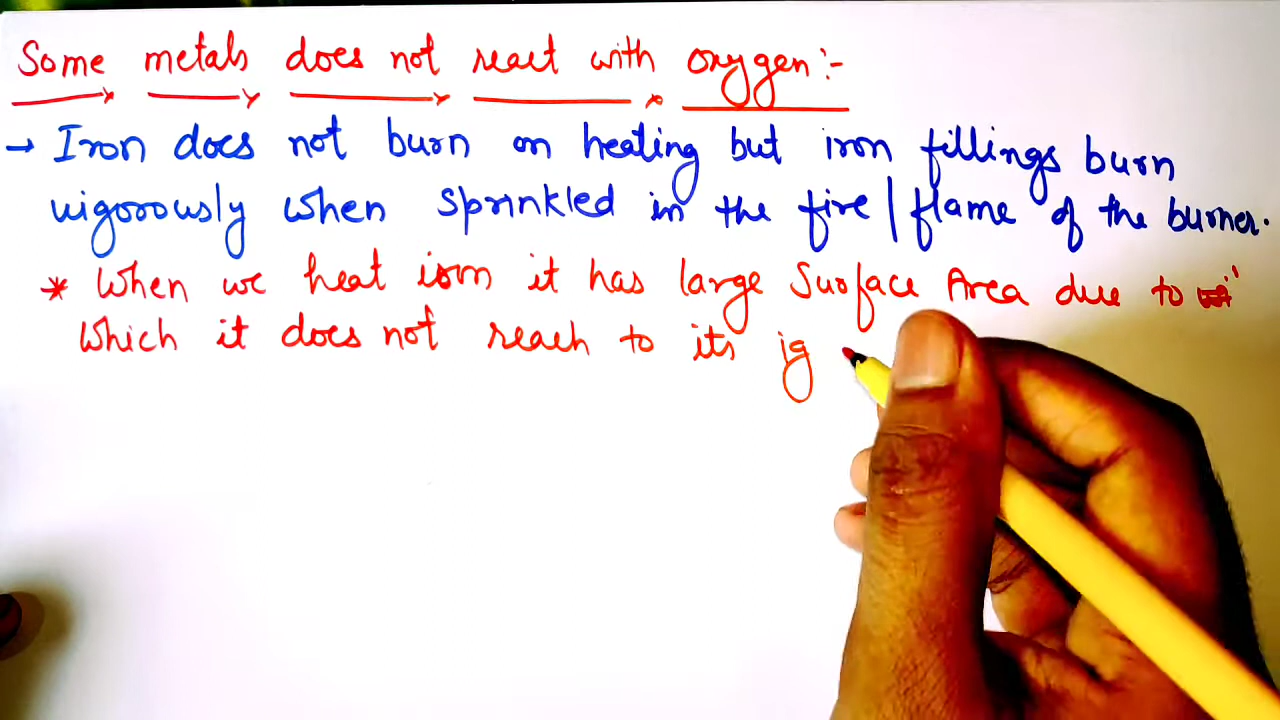 Some metals does not react with oxygen:-
→ Iron does not burn on heating but iron fillings burn
vigorously when sprinkled in the fire/flame of the burner.
* When we heat iron it has large Surface Area due to
which it does not reach to its ig